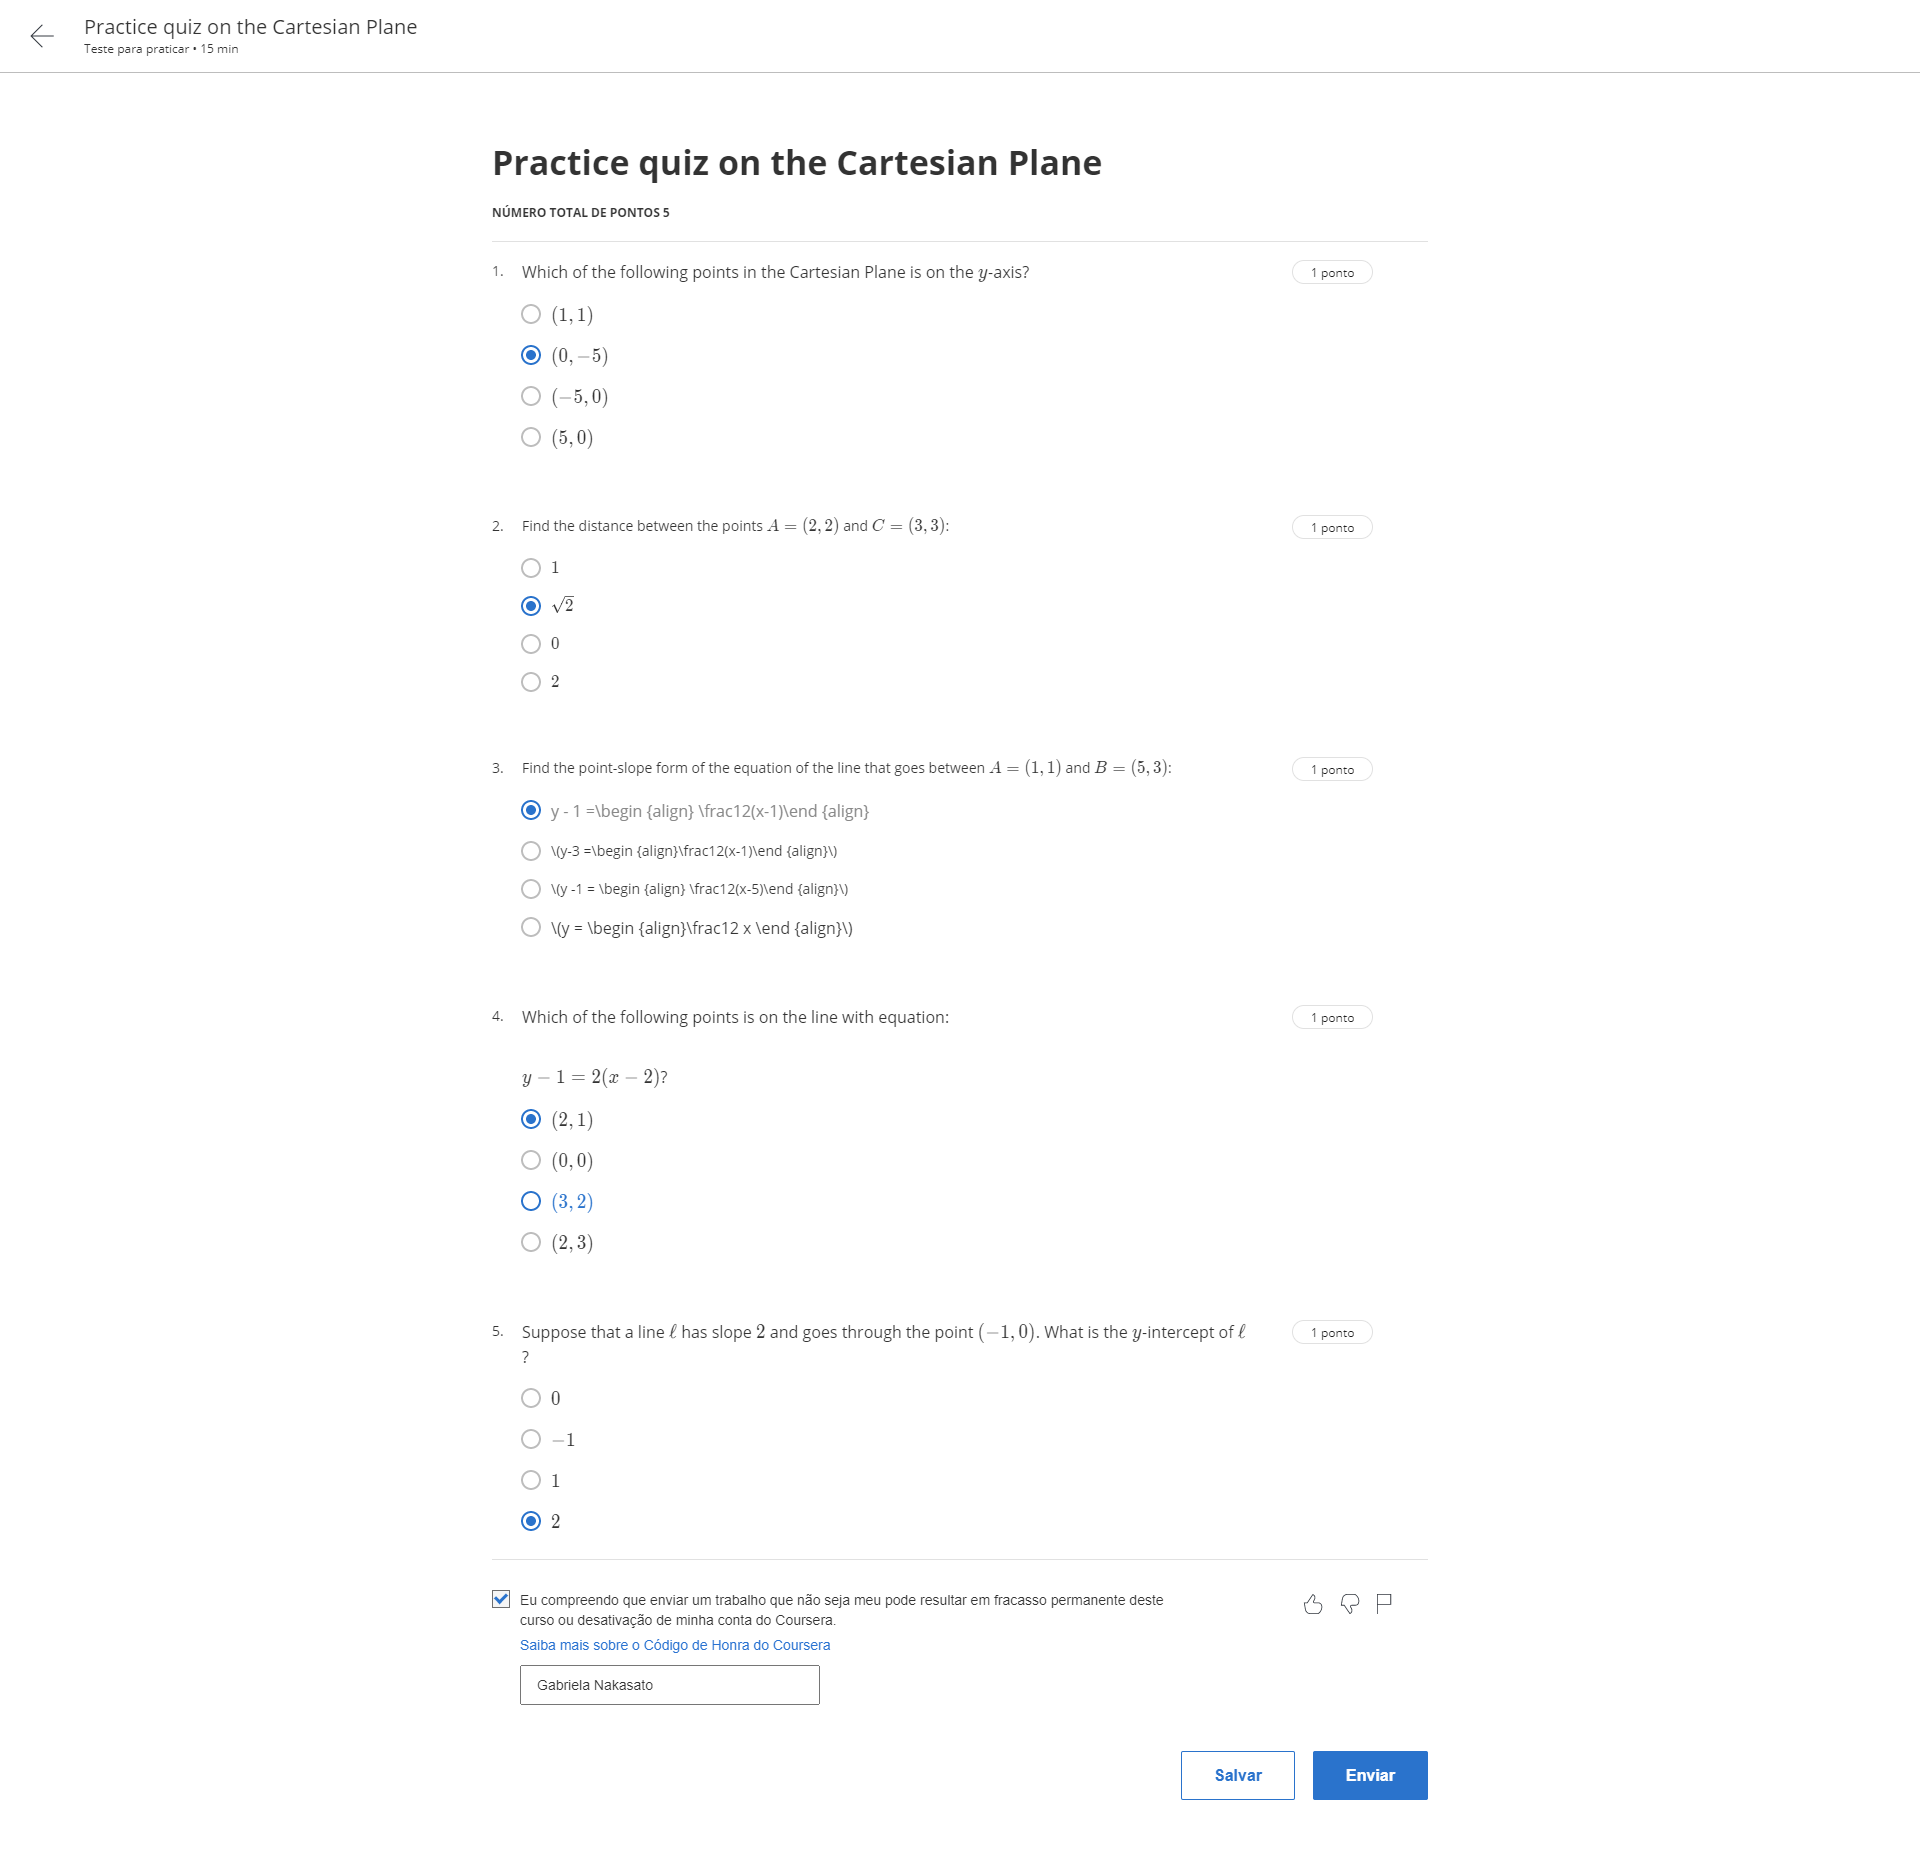 Practice quiz on the Cartesian Plane
Teste para praticar • 15 min
Practice quiz on the Cartesian Plane
NÚMERO TOTAL DE PONTOS 5
1. Which of the following points in the Cartesian Plane is on the y-axis? 1 ponto
(1, 1)
(0, −5)
(−5, 0)
(5, 0)
2. Find the distance between the points A = (2, 2) and C = (3, 3): 1 ponto
1
√2
0
2
3. Find the point-slope form of the equation of the line that goes between A = (1, 1) and B = (5, 3): 1 ponto
y - 1 =\begin {align} \frac12(x-1)\end {align}
\(y-3 =\begin {align}\frac12(x-1)\end {align}\)
\(y -1 = \begin {align} \frac12(x-5)\end {align}\)
\(y = \begin {align}\frac12 x \end {align}\)
4. Which of the following points is on the line with equation: 1 ponto
y − 1 = 2(x − 2)?
(2, 1)
(0, 0)
(3, 2)
(2, 3)
5. Suppose that a line ℓ has slope 2 and goes through the point (−1, 0). What is the y-intercept of ℓ 1 ponto
?
0
−1
1
2
Eu compreendo que enviar um trabalho que não seja meu pode resultar em fracasso permanente deste
curso ou desativação de minha conta do Coursera.
Saiba mais sobre o Código de Honra do Coursera
Gabriela Nakasato
Salvar Enviar